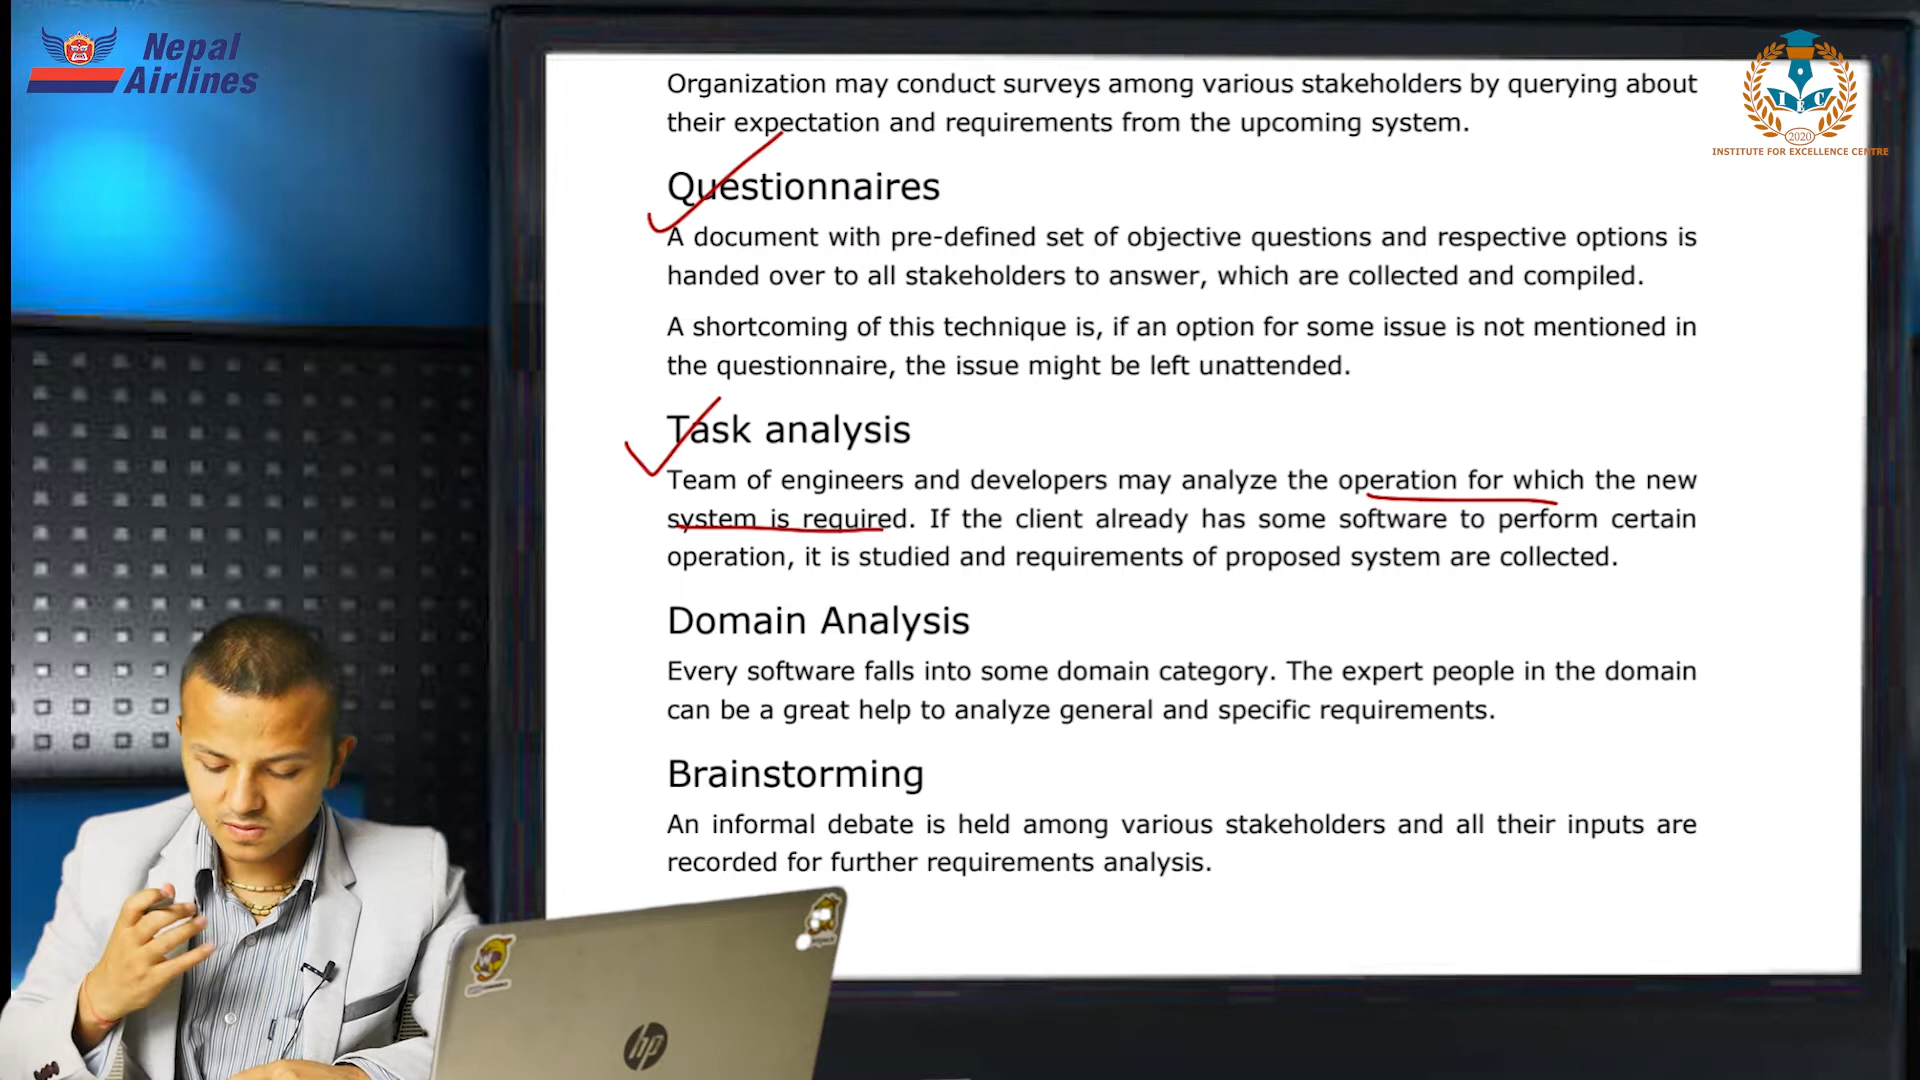 Nepal
Airlines
Organization may conduct surveys among various stakeholders by querying about
their expectation and requirements from the upcoming system.
Questionnaires
A document with pre-defined set of objective questions and respective options is
handed over to all stakeholders to answer, which are collected and compiled.
A shortcoming of this technique is, if an option for some issue is not mentioned in
the questionnaire, the issue might be left unattended.
Task analysis
Team of engineers and developers may analyze the operation for which the new
system is required. If the client already has some software to perform certain
operation, it is studied and requirements of proposed system are collected.
Domain Analysis
Every software falls into some domain category. The expert people in the domain
can be a great help to analyze general and specific requirements.
Brainstorming
An informal debate is held among various stakeholders and all their inputs are
recorded for further requirements analysis.
IEC
2020
INSTITUTE FOR EXCELLENCE CENTRE
hp